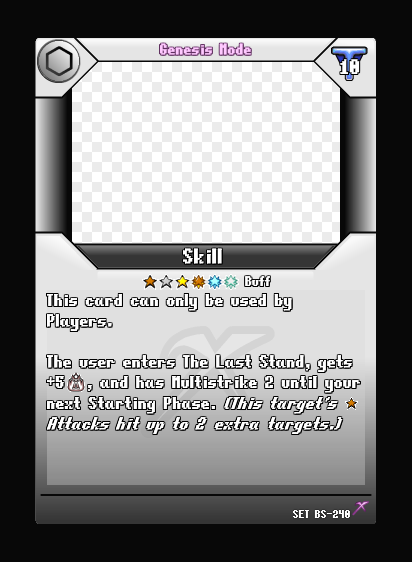 Genesis Mode
10
Skill
Buff
This card can only be used by
Players.
The user enters The Last Stand, gets
+5 , and has Multistrike 2 until your
next Starting Phase. (This target's
Attacks hit up to 2 extra targets.)
SET BS-240